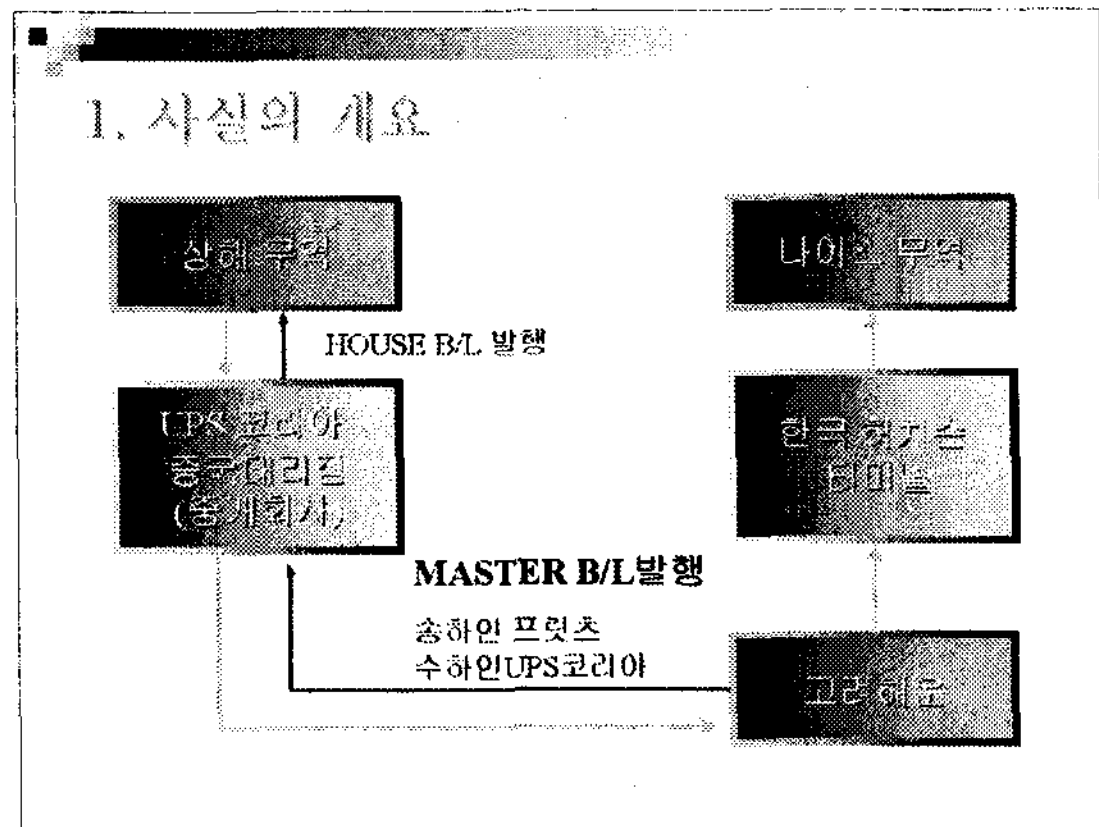 1. 사실의 개요
상해 무역
나이스 무역
HOUSE B/L 발행
UPS 코리아
중국대리점
(중개회사)
한국 허치슨
터미널
MASTER B/L발행
송하인 프릿츠
수하인UPS코리아
고려 해운